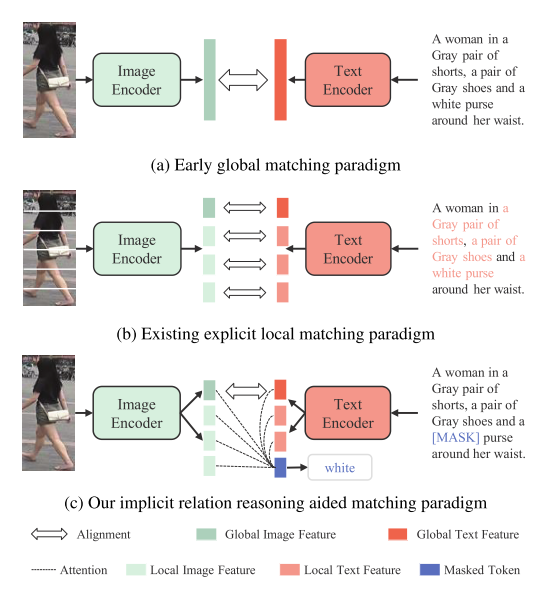 Image
Encoder
Text
Encoder
A woman in a
Gray pair of
shorts, a pair of
Gray shoes and a
white purse
around her waist.
(a) Early global matching paradigm
Image
Encoder
Text
Encoder
A woman in a
Gray pair of
shorts, a pair of
Gray shoes and a
white purse
around her waist.
(b) Existing explicit local matching paradigm
Image
Encoder
Text
Encoder
white
A woman in a
Gray pair of
shorts, a pair of
Gray shoes and a
[MASK] purse
around her waist.
(c) Our implicit relation reasoning aided matching paradigm
Alignment
Global Image Feature
Global Text Feature
Attention
Local Image Feature
Local Text Feature
Masked Token